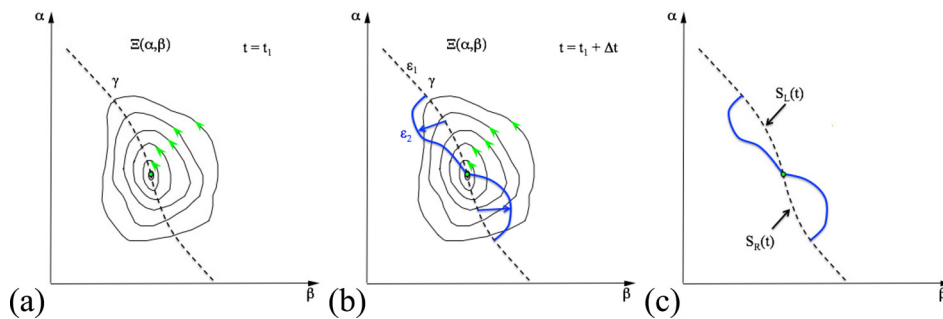 α
Ξ(α,β)
t = t₁
γ
β
(a)
α
Ξ(α,β)
t = t₁ + Δt
ε₁
γ
ε₂
β
(b)
α
S_L(t)
S_R(t)
β
(c)